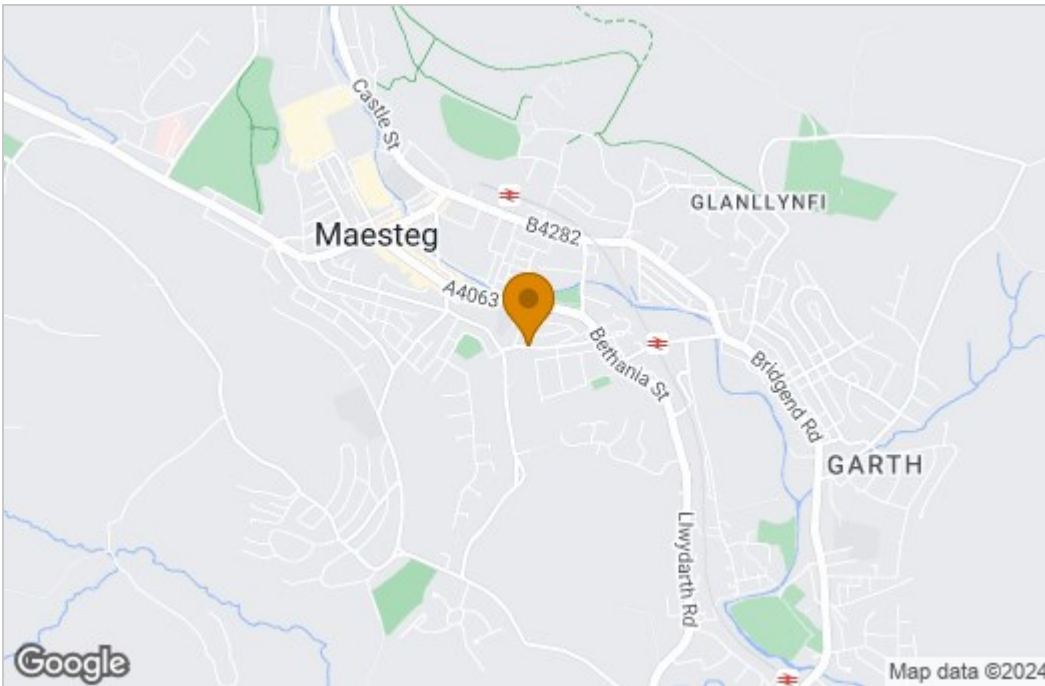 Castle St
GLANLLYNFI
Maesteg
B4282
A4063
Bethania St
Bridgend Rd
GARTH
Llwydarth Rd
Google
Map data ©2024